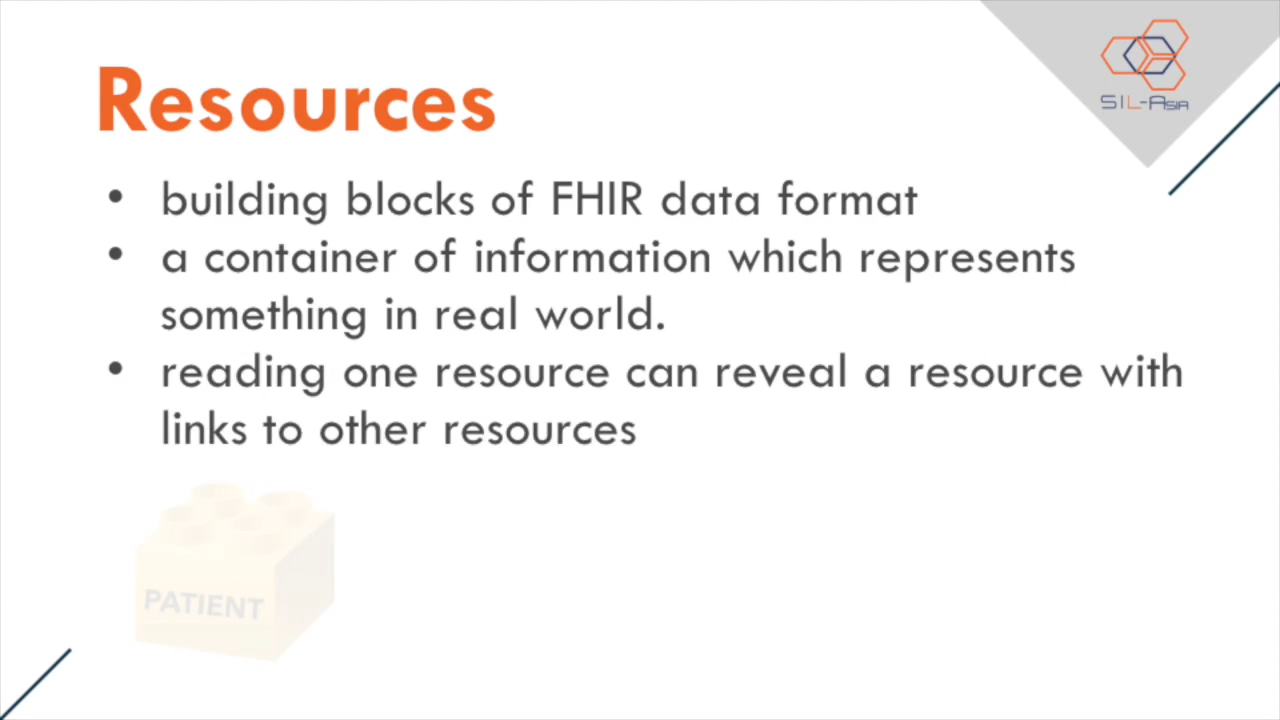 Resources
SIL-Asia
• building blocks of FHIR data format
• a container of information which represents
something in real world.
• reading one resource can reveal a resource with
links to other resources
PATIENT